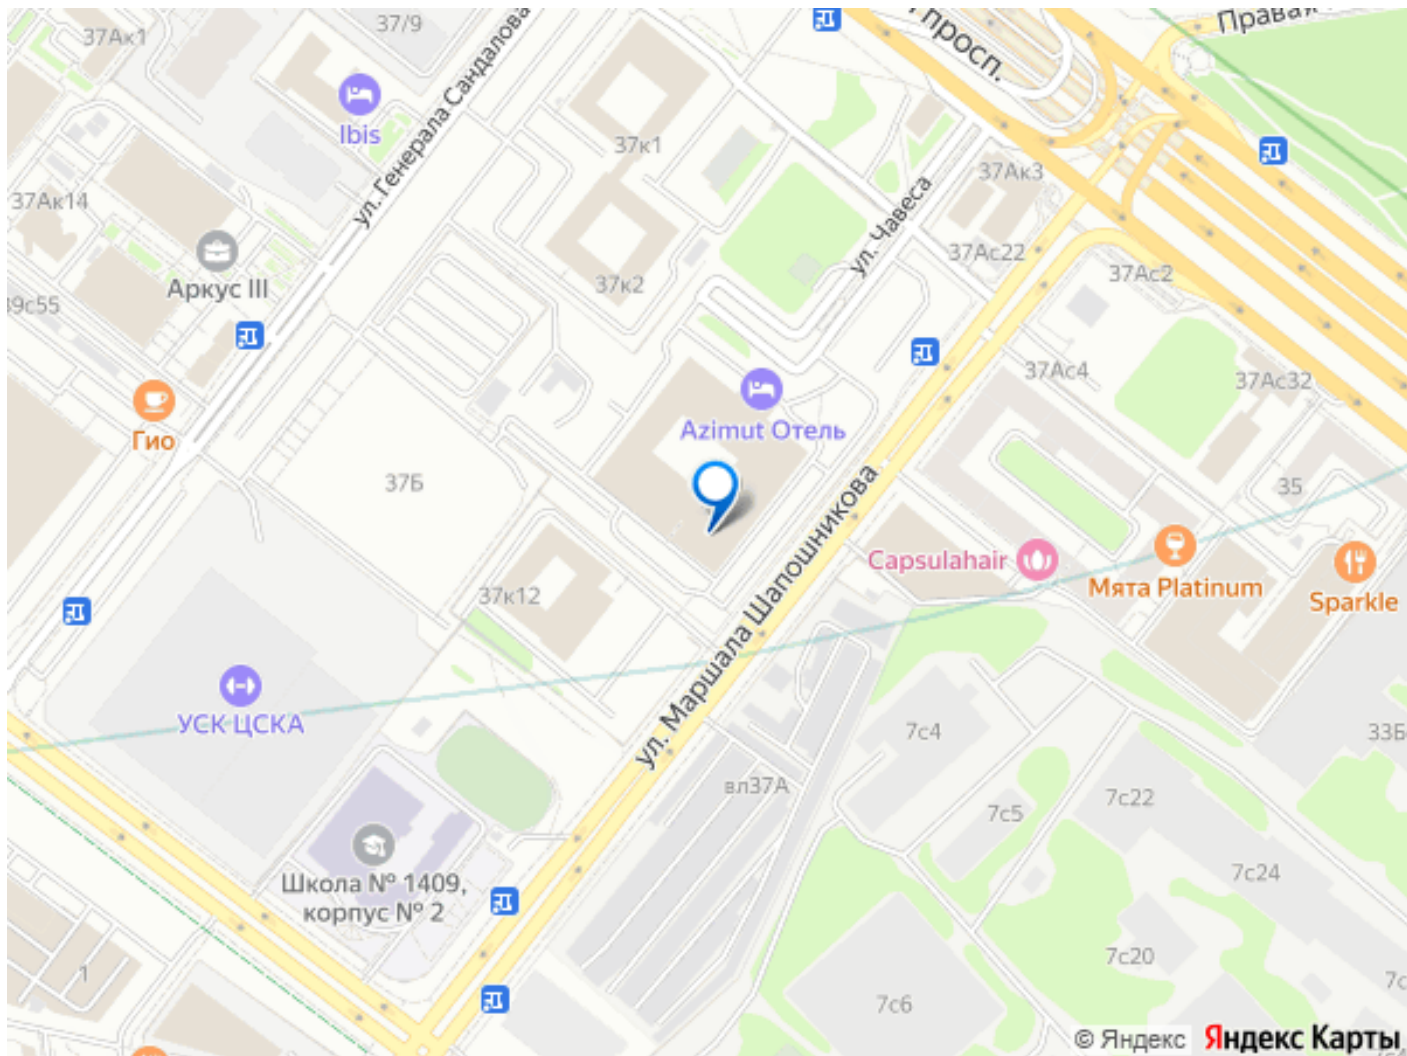 37/9
37Ак1
ул. Генерала Сандалова
просп.
Правая
Ibis
37к1
37Ак3
37Ак14
ул. Чавеса
Аркус III
37к2
37Ас22
37Ас2
39с55
37Ас4
37Ас32
Гио
Azimut Отель
37Б
35
ул. Маршала Шапошникова
Capsulahair
Мята Platinum
Sparkle
37к12
УСК ЦСКА
7с4
33Б
вл37А
7с5
7с22
Школа № 1409,
корпус № 2
7с24
1
7с20
7с6
© Яндекс
Яндекс Карты